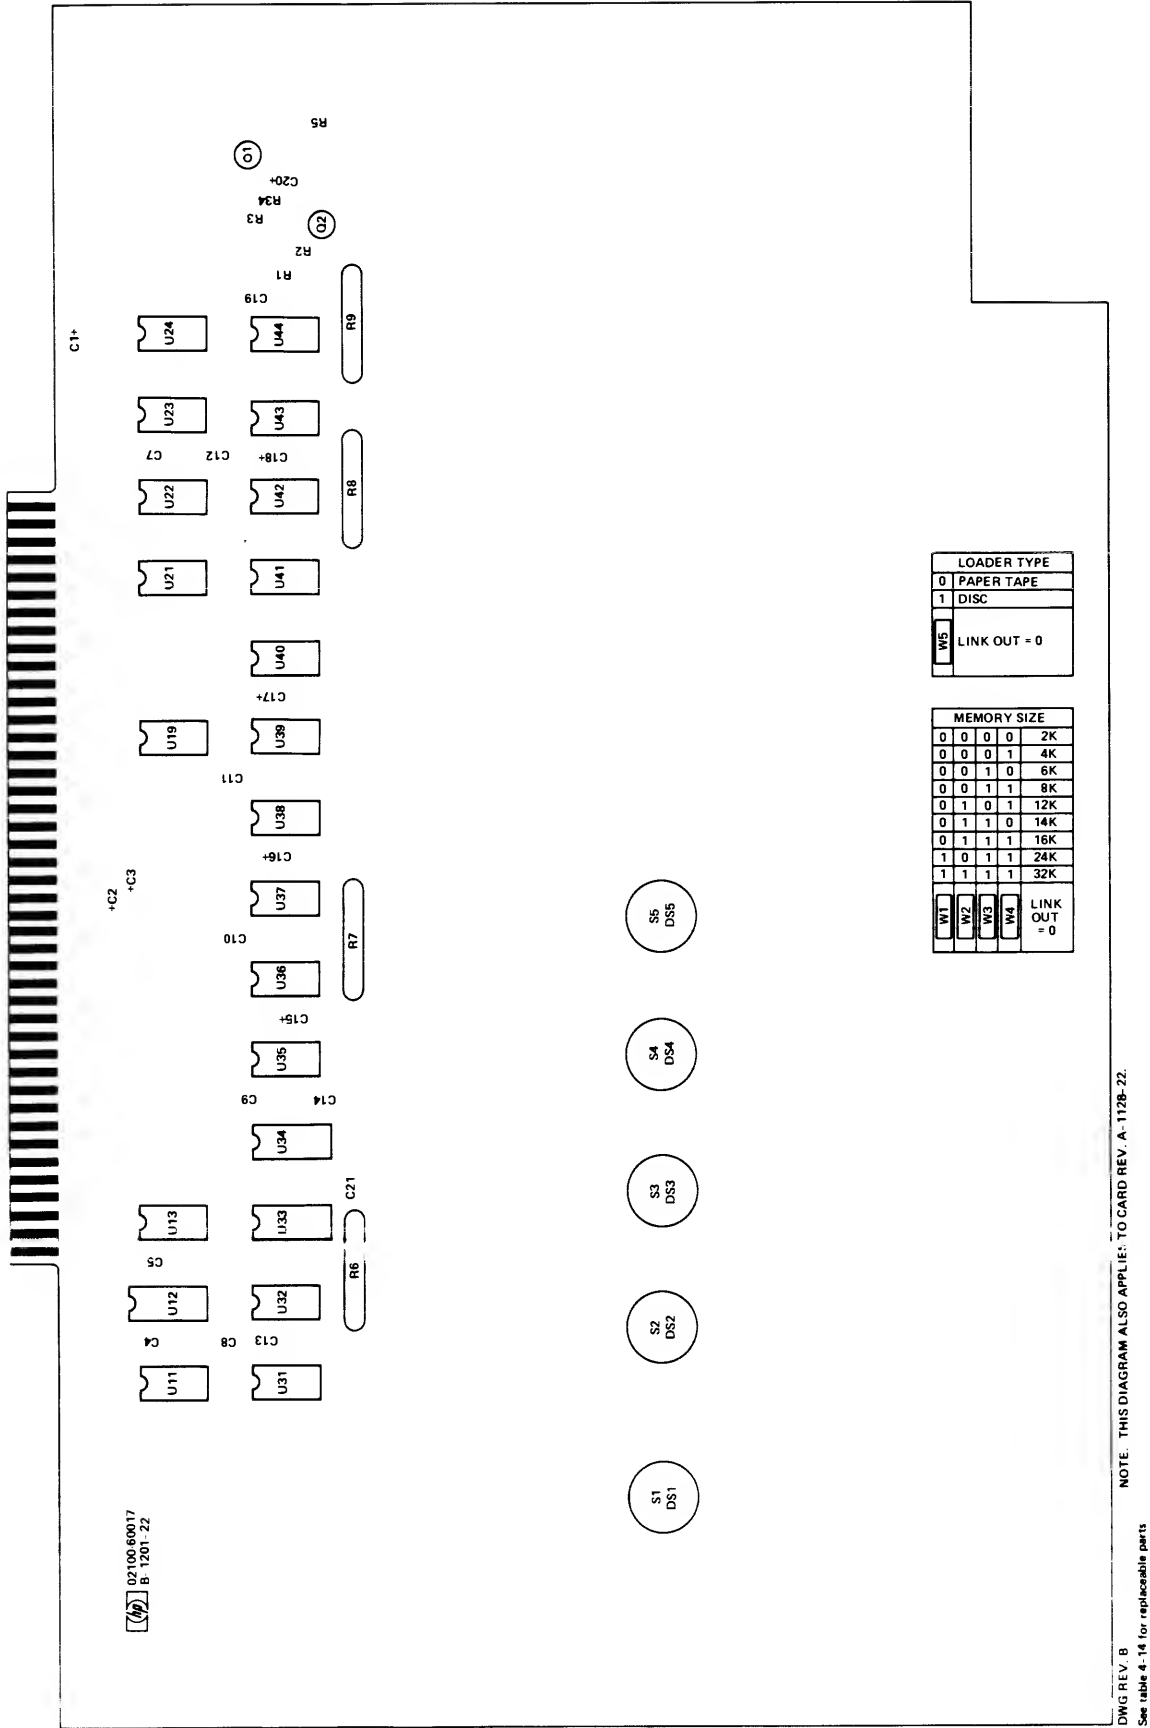 R5
Q1
C20+
R34
R3
Q2
R2
R1
C19
C1+
U24
U44
R9
U23
U43
C7
C12
C18+
U22
U42
R8
U21
U41
U40
C17+
U19
U39
C11
U38
C16+
+C2
+C3
U37
C10
R7
U36
C15+
U35
C9
C14
U34
C21
U13
U33
C5
R6
U12
U32
C4
C8
C13
U11
U31
hp 02100-60017
B-1201-22
S5
DS5
S4
DS4
S3
DS3
S2
DS2
S1
DS1
LOADER TYPE
0 PAPER TAPE
1 DISC
W5 LINK OUT = 0
MEMORY SIZE
0 0 0 0 2K
0 0 0 1 4K
0 0 1 0 6K
0 0 1 1 8K
0 1 0 1 12K
0 1 1 0 14K
0 1 1 1 16K
1 0 1 1 24K
1 1 1 1 32K
W1 W2 W3 W4 LINK
OUT
= 0
NOTE. THIS DIAGRAM ALSO APPLIES TO CARD REV. A-1128-22.
DWG REV. B
See table 4-14 for replaceable parts